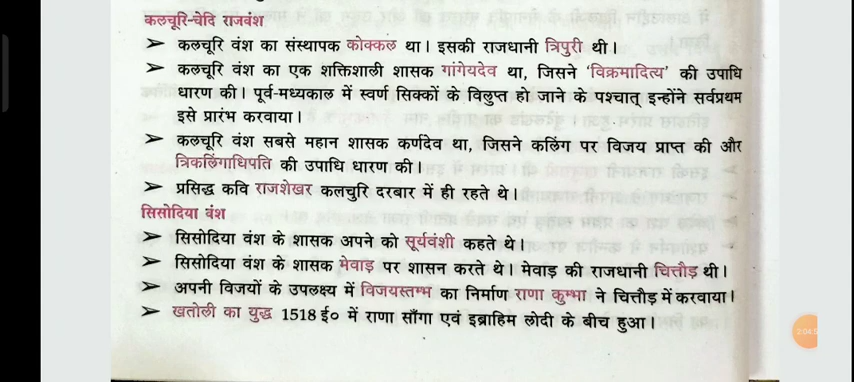 कलचूरि-चेदि राजवंश
➤ कलचूरि वंश का संस्थापक कोक्कल था। इसकी राजधानी त्रिपुरी थी।
➤ कलचूरि वंश का एक शक्तिशाली शासक गांगेयदेव था, जिसने 'विक्रमादित्य' की उपाधि
धारण की। पूर्व-मध्यकाल में स्वर्ण सिक्कों के विलुप्त हो जाने के पश्चात् इन्होंने सर्वप्रथम
इसे प्रारंभ करवाया।
➤ कलचूरि वंश सबसे महान शासक कर्णदेव था, जिसने कलिंग पर विजय प्राप्त की और
त्रिकलिंगाधिपति की उपाधि धारण की।
➤ प्रसिद्ध कवि राजशेखर कलचुरि दरबार में ही रहते थे।
सिसोदिया वंश
➤ सिसोदिया वंश के शासक अपने को सूर्यवंशी कहते थे।
➤ सिसोदिया वंश के शासक मेवाड़ पर शासन करते थे। मेवाड़ की राजधानी चित्तौड़ थी।
➤ अपनी विजयों के उपलक्ष्य में विजयस्तम्भ का निर्माण राणा कुम्भा ने चित्तौड़ में करवाया।
➤ खतोली का युद्ध 1518 ई० में राणा साँगा एवं इब्राहिम लोदी के बीच हुआ।